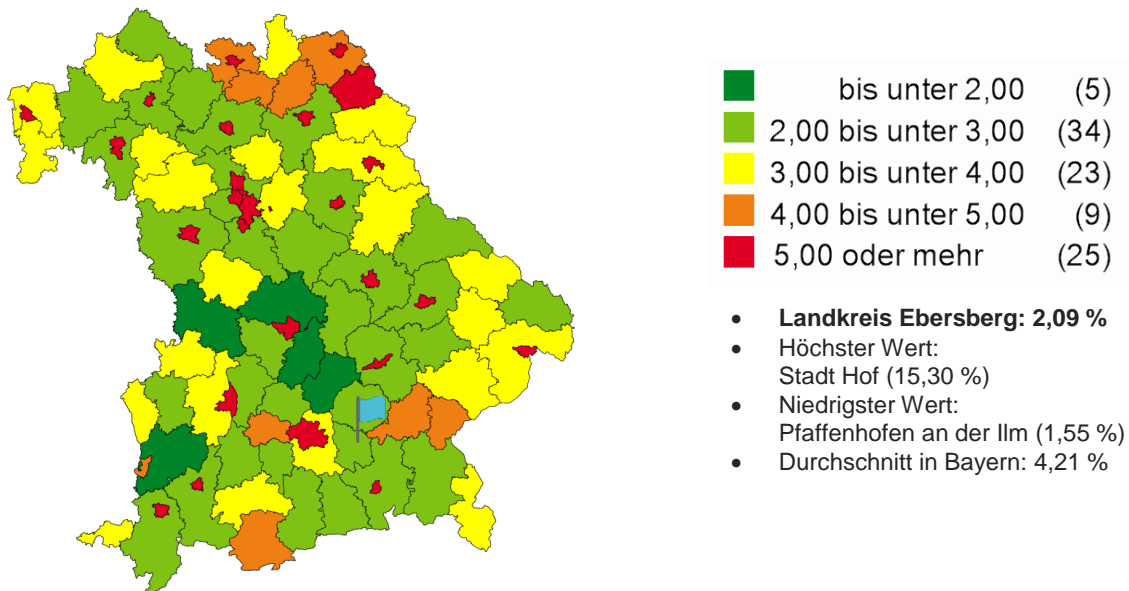 bis unter 2,00 (5)
2,00 bis unter 3,00 (34)
3,00 bis unter 4,00 (23)
4,00 bis unter 5,00 (9)
5,00 oder mehr (25)
• Landkreis Ebersberg: 2,09 %
• Höchster Wert:
Stadt Hof (15,30 %)
• Niedrigster Wert:
Pfaffenhofen an der Ilm (1,55 %)
• Durchschnitt in Bayern: 4,21 %